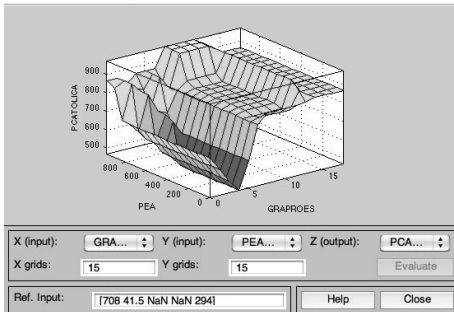 900
800
700
600
500
PCATOLICA
800
600
400
200
0
0
5
10
15
PEA
GRAPROES
X (input): GRA... Y (input): PEA... Z (output): PCA...
X grids: 15 Y grids: 15 Evaluate
Ref. Input: [708 41.5 NaN NaN 294] Help Close